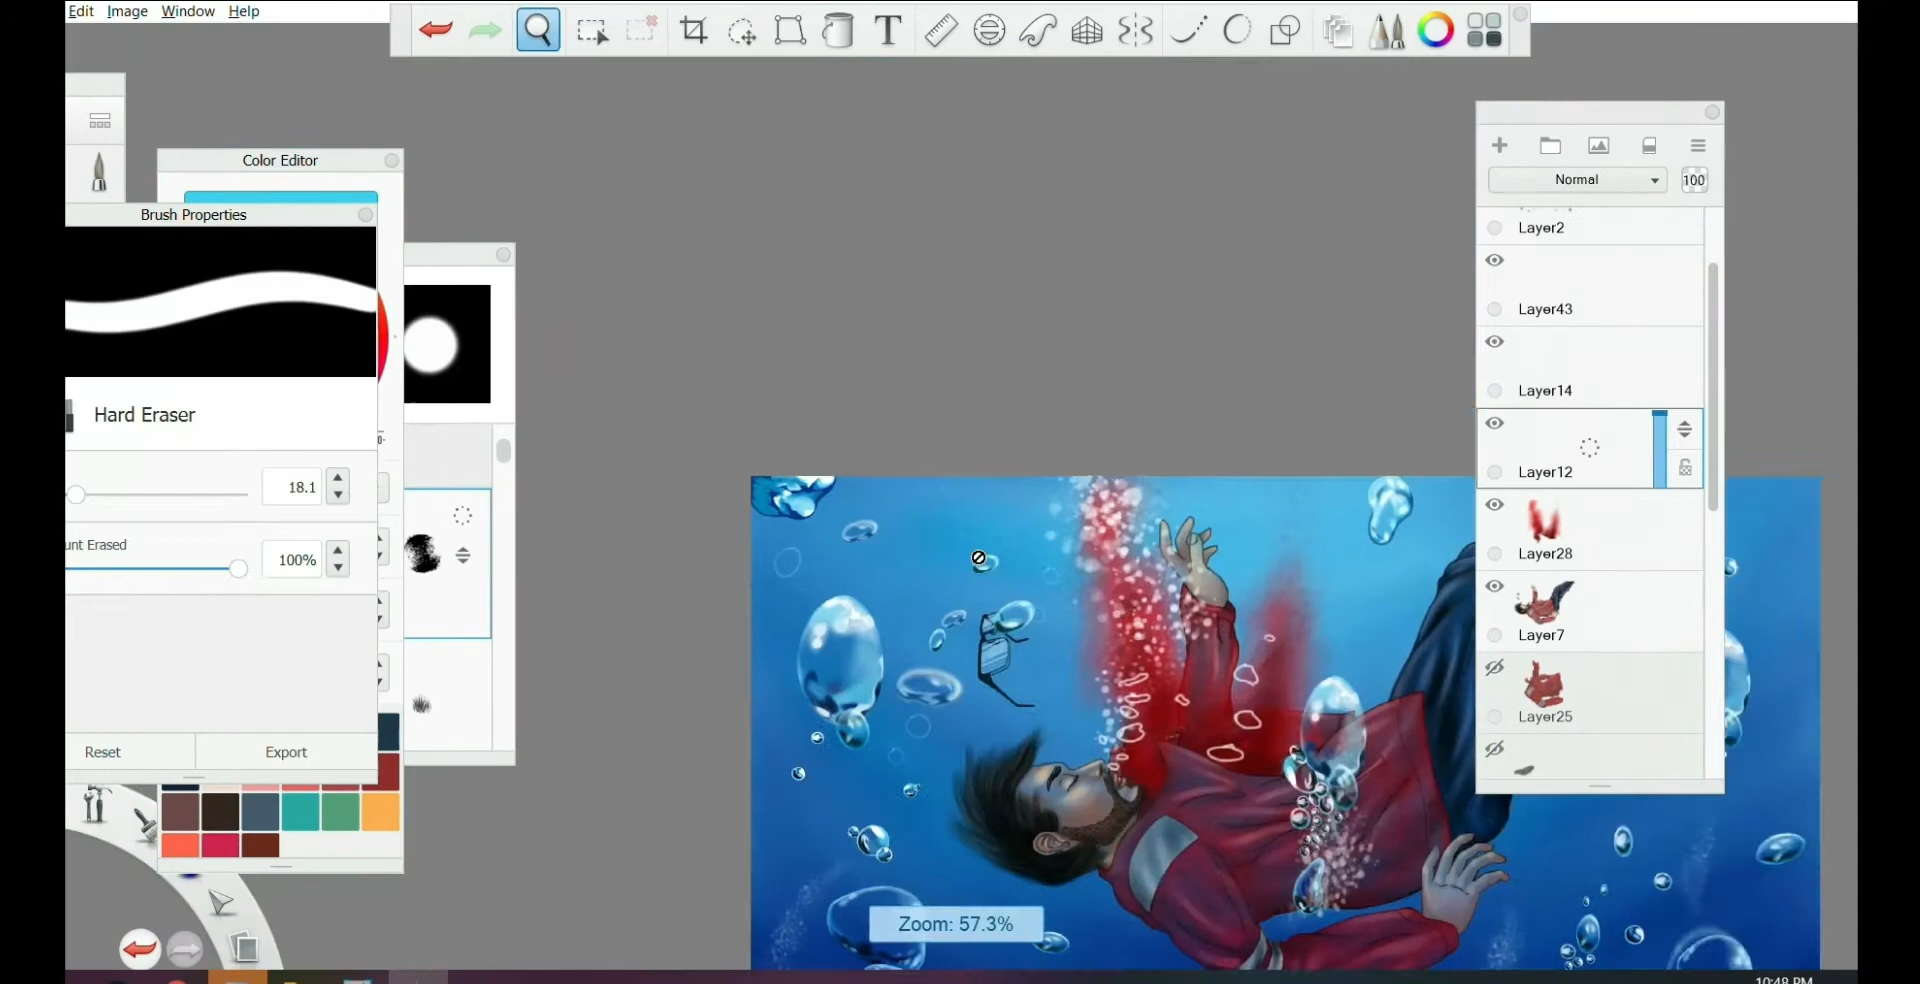 Edit Image Window Help
T
Color Editor
Brush Properties
Hard Eraser
18.1
unt Erased
100%
Reset Export
Normal 100
Layer2
Layer43
Layer14
Layer12
Layer28
Layer7
Layer25
Zoom: 57.3%
10:48 PM